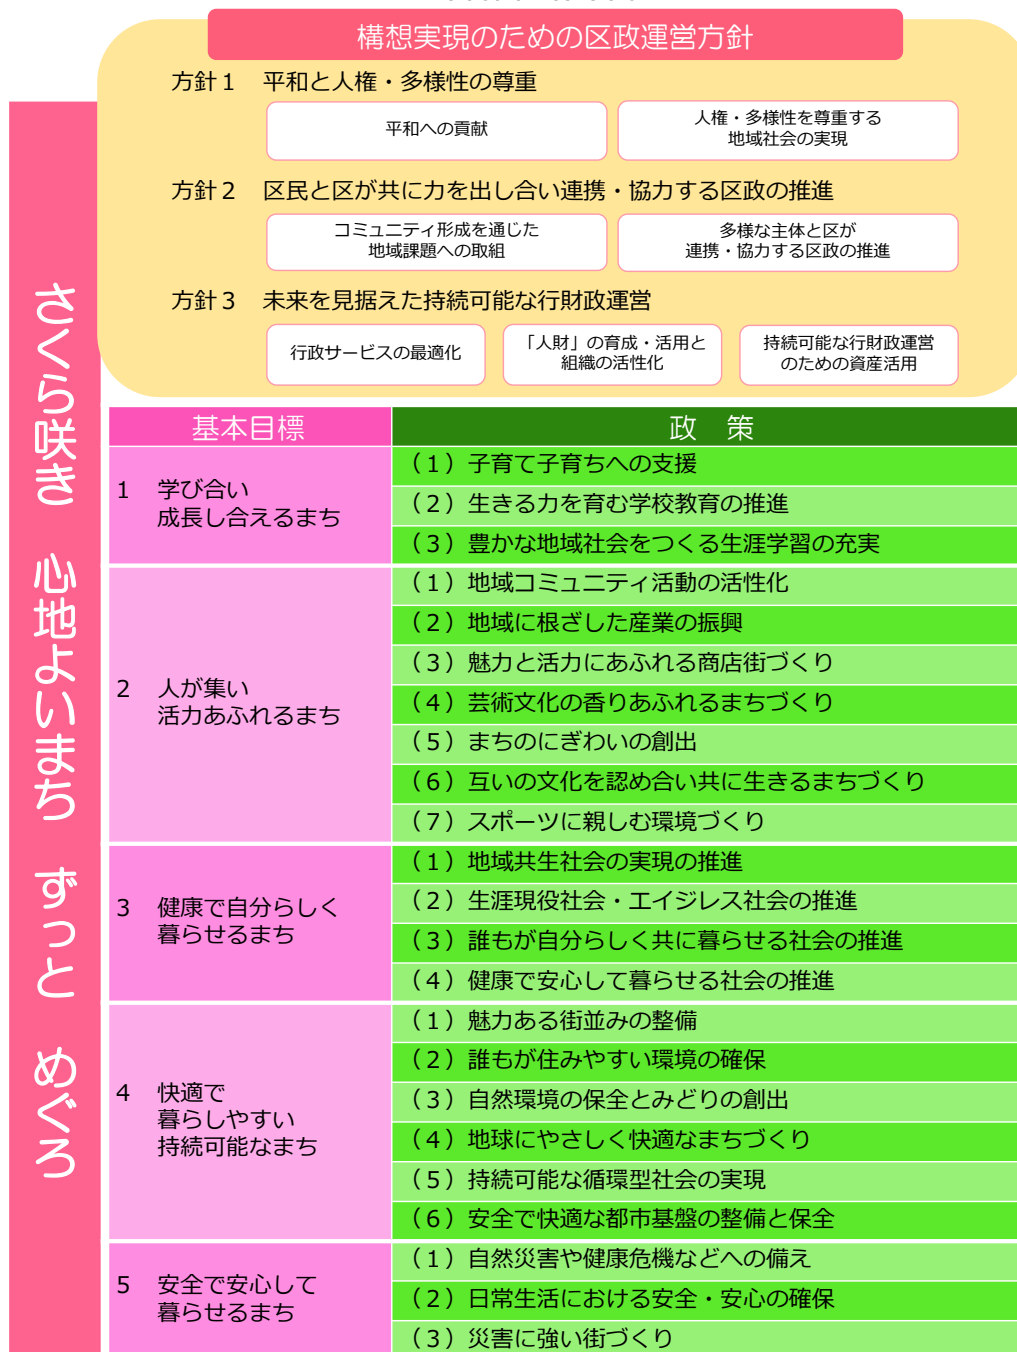 構想実現のための区政運営方針
方針1　平和と人権・多様性の尊重
平和への貢献
人権・多様性を尊重する
地域社会の実現
方針2　区民と区が共に力を出し合い連携・協力する区政の推進
コミュニティ形成を通じた
地域課題への取組
多様な主体と区が
連携・協力する区政の推進
方針3　未来を見据えた持続可能な行財政運営
行政サービスの最適化
「人財」の育成・活用と
組織の活性化
持続可能な行財政運営
のための資産活用
さくら咲き　心地よいまち　ずっと　めぐろ
基本目標
政　策
1　学び合い
成長し合えるまち
（1）子育て子育ちへの支援
（2）生きる力を育む学校教育の推進
（3）豊かな地域社会をつくる生涯学習の充実
2　人が集い
活力あふれるまち
（1）地域コミュニティ活動の活性化
（2）地域に根ざした産業の振興
（3）魅力と活力にあふれる商店街づくり
（4）芸術文化の香りあふれるまちづくり
（5）まちのにぎわいの創出
（6）互いの文化を認め合い共に生きるまちづくり
（7）スポーツに親しむ環境づくり
3　健康で自分らしく
暮らせるまち
（1）地域共生社会の実現の推進
（2）生涯現役社会・エイジレス社会の推進
（3）誰もが自分らしく共に暮らせる社会の推進
（4）健康で安心して暮らせる社会の推進
4　快適で
暮らしやすい
持続可能なまち
（1）魅力ある街並みの整備
（2）誰もが住みやすい環境の確保
（3）自然環境の保全とみどりの創出
（4）地球にやさしく快適なまちづくり
（5）持続可能な循環型社会の実現
（6）安全で快適な都市基盤の整備と保全
5　安全で安心して
暮らせるまち
（1）自然災害や健康危機などへの備え
（2）日常生活における安全・安心の確保
（3）災害に強い街づくり